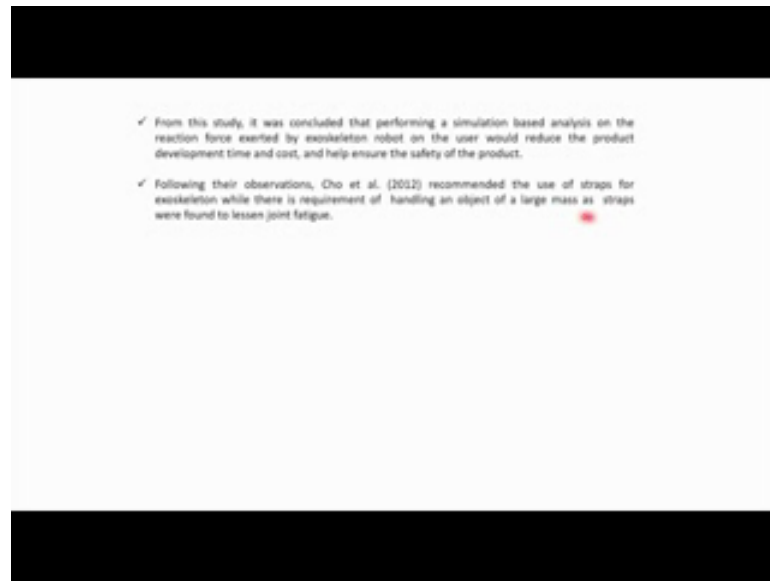 ✓ From this study, it was concluded that performing a simulation based analysis on the
reaction force exerted by exoskeleton robot on the user would reduce the product
development time and cost, and help ensure the safety of the product.
✓ Following their observations, Cho et al. (2012) recommended the use of straps for
exoskeleton while there is requirement of handling an object of a large mass as straps
were found to lessen joint fatigue.